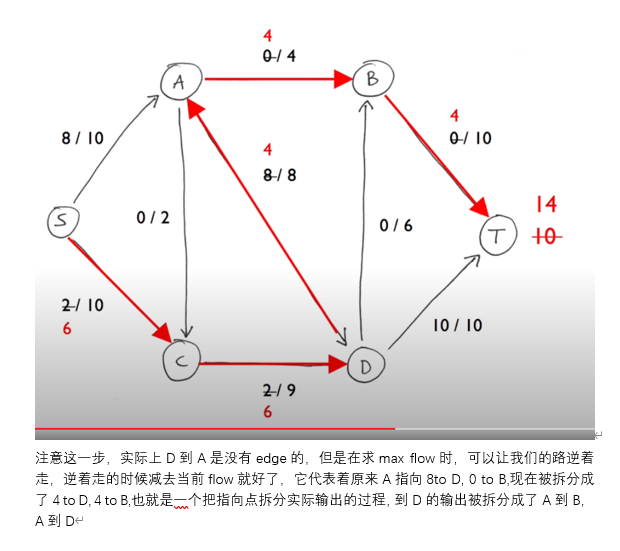 4
0/ 4
A
B
4
0/ 10
8 / 10
4
8/ 8
S
0 / 2
0 / 6
14
10
T
2/ 10
6
10 / 10
C
D
2/ 9
6
注意这一步，实际上 D 到 A 是没有 edge 的，但是在求 max flow 时，可以让我们的路逆着
走，逆着走的时候减去当前 flow 就好了，它代表着原来 A 指向 8to D, 0 to B,现在被拆分成
了 4 to D, 4 to B,也就是一个把指向点拆分实际输出的过程, 到 D 的输出被拆分成了 A 到 B,
A 到 D